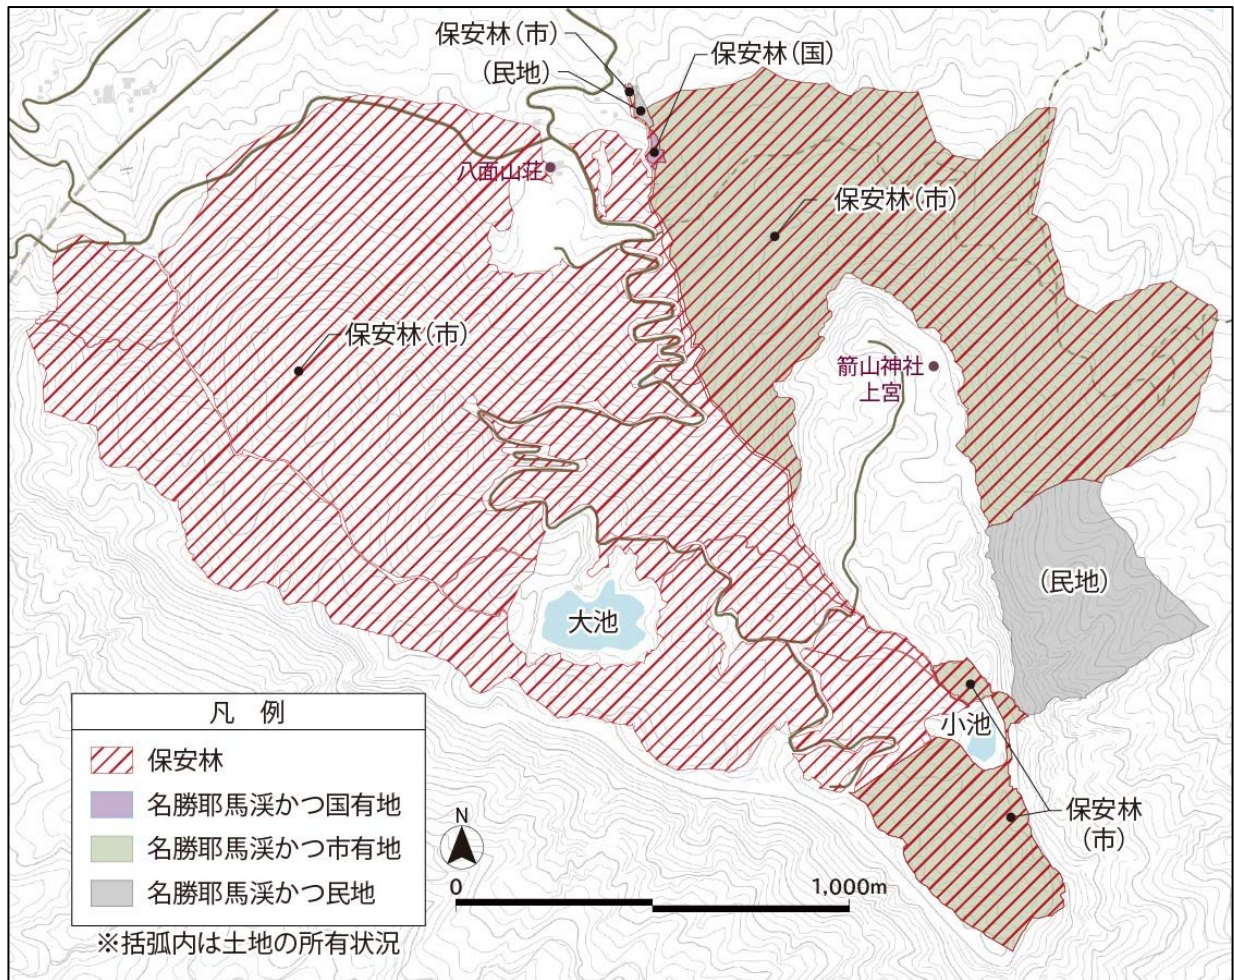 保安林(市)
(民地)
保安林(国)
八面山荘
保安林(市)
保安林(市)
箭山神社
上宮
(民地)
大池
小池
保安林
(市)
凡 例
保安林
名勝耶馬渓かつ国有地
名勝耶馬渓かつ市有地
名勝耶馬渓かつ民地
※括弧内は土地の所有状況
N
0
1,000m